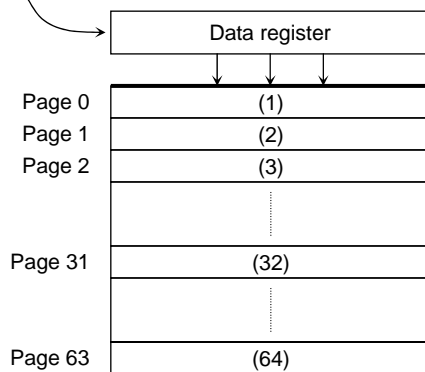 Data register
Page 0 (1)
Page 1 (2)
Page 2 (3)
Page 31 (32)
Page 63 (64)